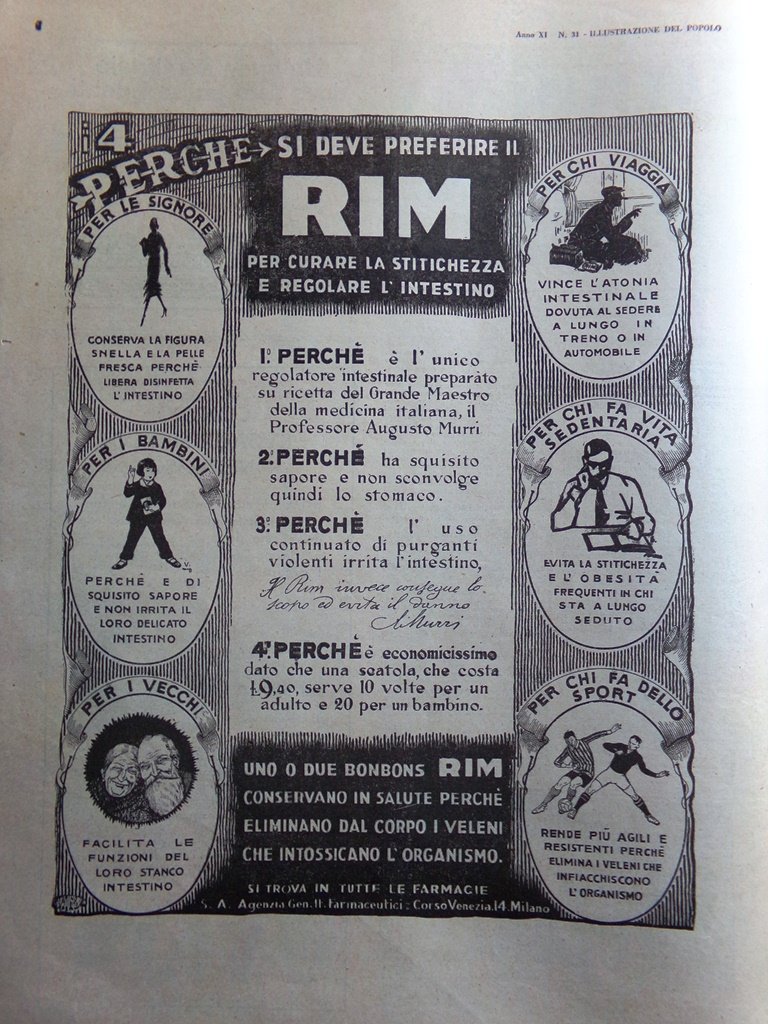 Anno XI N. 31 - ILLUSTRAZIONE DEL POPOLO
i 4
PERCHE
SI DEVE PREFERIRE IL
RIM
PER CURARE LA STITICHEZZA
E REGOLARE L' INTESTINO
PER LE SIGNORE
CONSERVA LA FIGURA
SNELLA E LA PELLE
FRESCA PERCHÈ
LIBERA DISINFETTA
L' INTESTINO
PER I BAMBINI
PERCHÈ E DI
SQUISITO SAPORE
E NON IRRITA IL
LORO DELICATO
INTESTINO
PER I VECCHI
FACILITA LE
FUNZIONI DEL
LORO STANCO
INTESTINO
1º PERCHÈ è l' unico
regolatore intestinale preparato
su ricetta del Grande Maestro
della medicina italiana, il
Professore Augusto Murri
2º PERCHÈ ha squisito
sapore e non sconvolge
quindi lo stomaco.
3º PERCHÈ l' uso
continuato di purganti
violenti irrita l'intestino,
Il Rim invece consegue lo
scopo ed evita il danno
A. Murri
4º PERCHÈ è economicissimo
dato che una scatola, che costa
L9,40, serve 10 volte per un
adulto e 20 per un bambino.
UNO O DUE BONBONS RIM
CONSERVANO IN SALUTE PERCHÈ
ELIMINANO DAL CORPO I VELENI
CHE INTOSSICANO L'ORGANISMO.
SI TROVA IN TUTTE LE FARMACIE
S. A. Agenzia Gen. It. Farmaceutici : Corso Venezia. 14. Milano
PER CHI VIAGGIA
VINCE L'ATONIA
INTESTINALE
DOVUTA AL SEDERE
A LUNGO IN
TRENO O IN
AUTOMOBILE
PER CHI FA VITA
SEDENTARIA
EVITA LA STITICHEZZA
E L' OBESITÀ
FREQUENTI IN CHI
STA A LUNGO
SEDUTO
PER CHI FA DELLO
SPORT
RENDE PIÙ AGILI E
RESISTENTI PERCHÈ
ELIMINA I VELENI CHE
INFIACCHISCONO
L'ORGANISMO